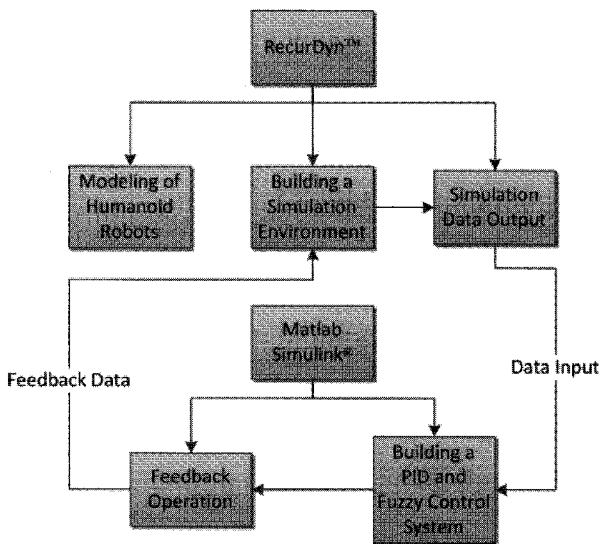 RecurDyn™
Modeling of
Humanoid
Robots
Building a
Simulation
Environment
Simulation
Data Output
Matlab
Simulink®
Feedback Data
Data Input
Feedback
Operation
Building a
PID and
Fuzzy Control
System